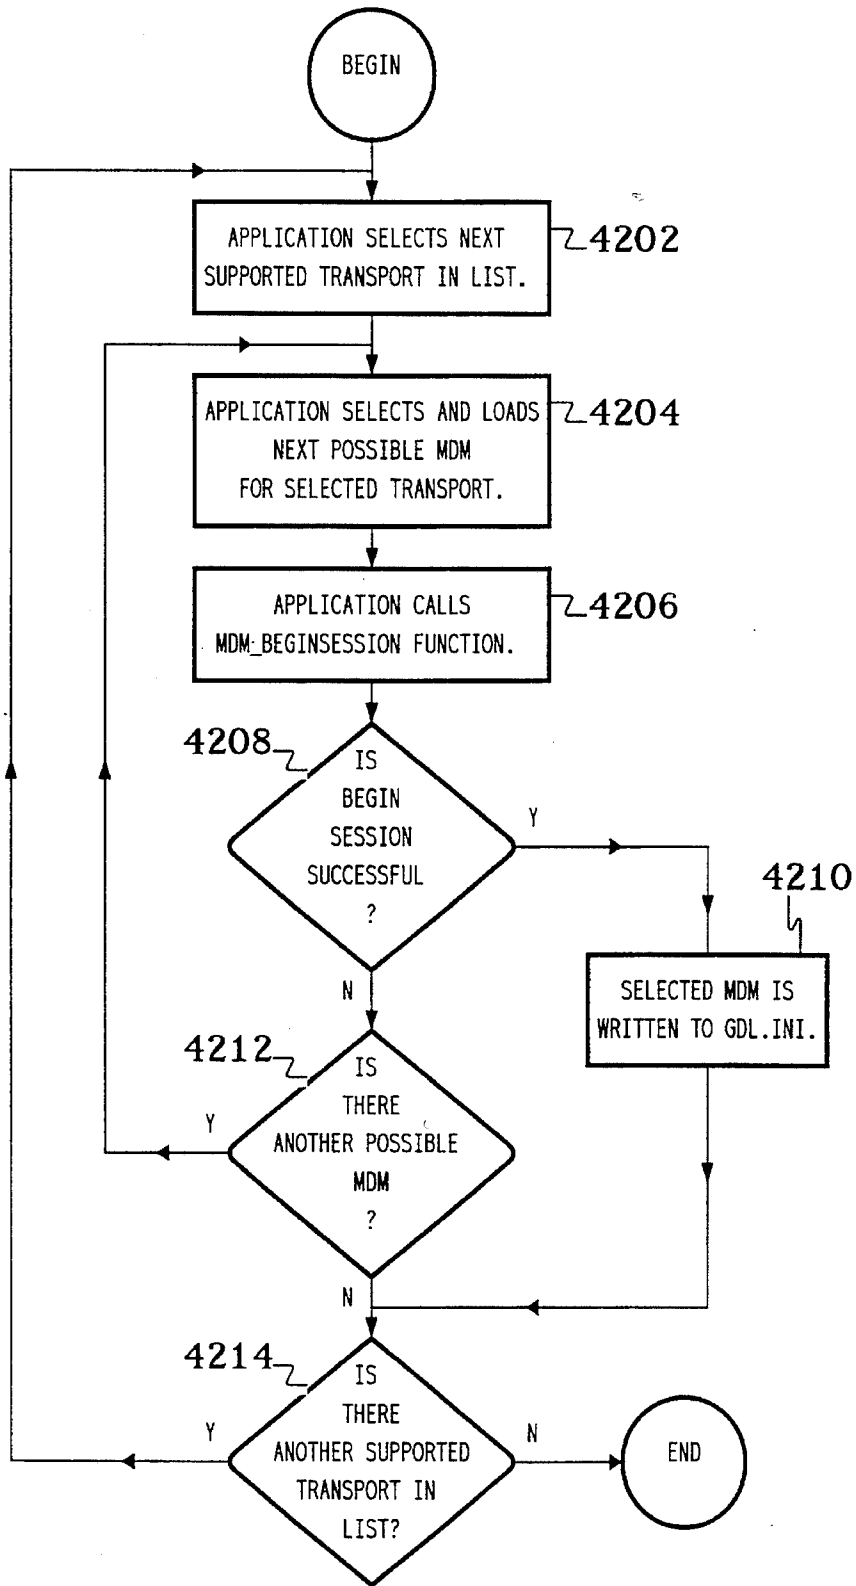 BEGIN
APPLICATION SELECTS NEXT
SUPPORTED TRANSPORT IN LIST.
4202
APPLICATION SELECTS AND LOADS
NEXT POSSIBLE MDM
FOR SELECTED TRANSPORT.
4204
APPLICATION CALLS
MDM_BEGINSESSION FUNCTION.
4206
4208
IS
BEGIN
SESSION
SUCCESSFUL
?
Y
N
4210
SELECTED MDM IS
WRITTEN TO GDL.INI.
4212
IS
THERE
ANOTHER POSSIBLE
MDM
?
Y
N
4214
IS
THERE
ANOTHER SUPPORTED
TRANSPORT IN
LIST?
Y
N
END